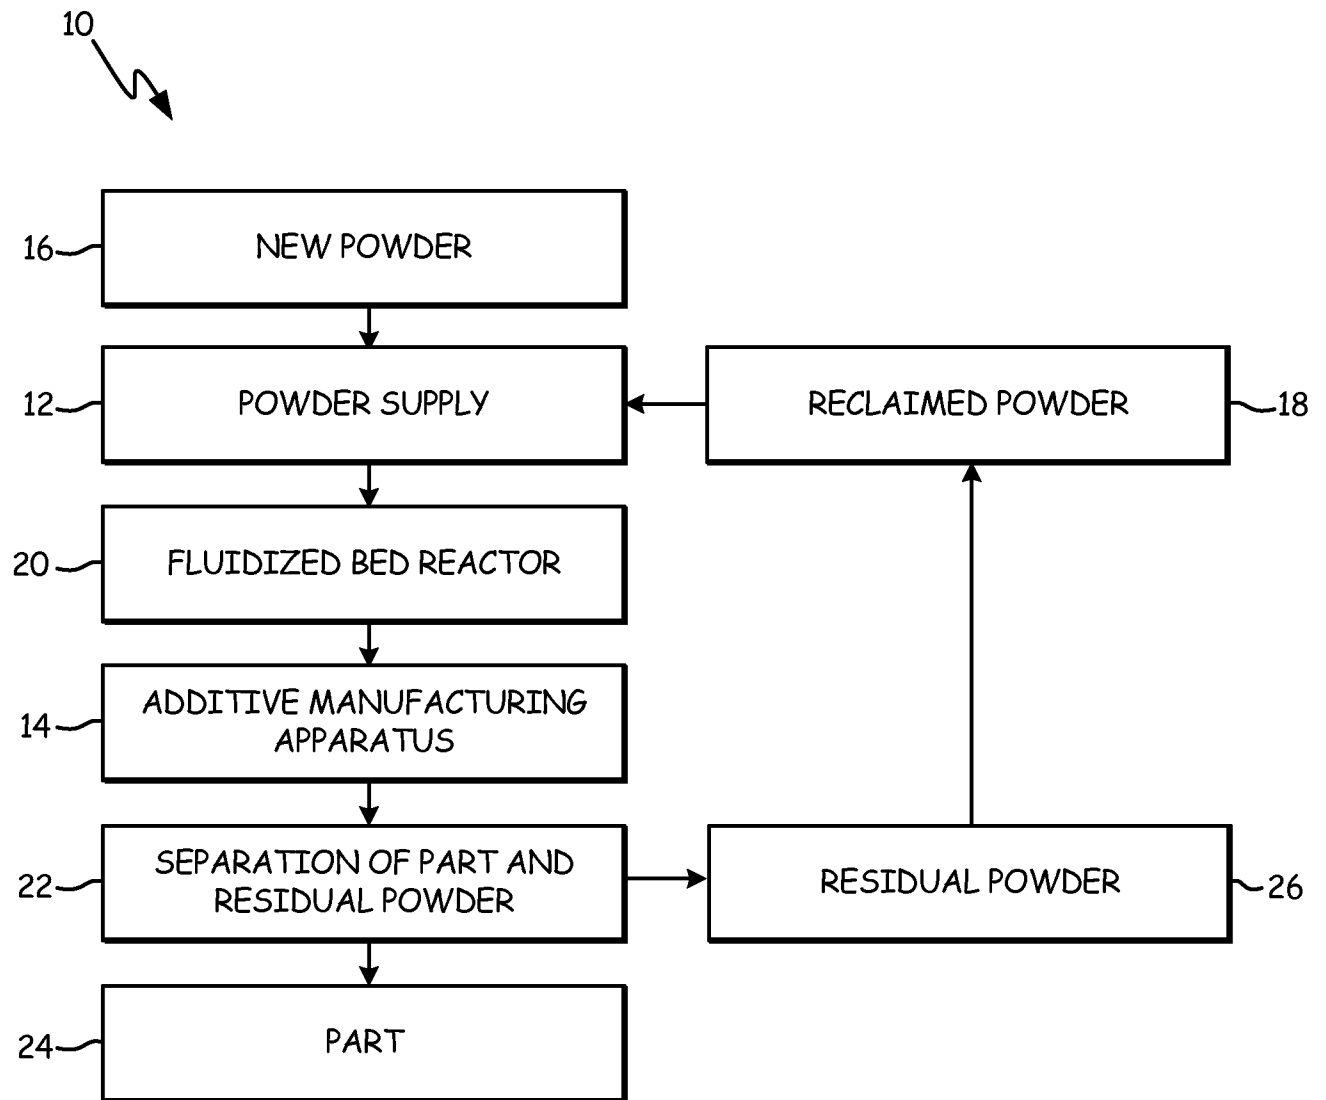 10
16
NEW POWDER
12
POWDER SUPPLY
RECLAIMED POWDER
18
20
FLUIDIZED BED REACTOR
14
ADDITIVE MANUFACTURING
APPARATUS
22
SEPARATION OF PART AND
RESIDUAL POWDER
RESIDUAL POWDER
26
24
PART